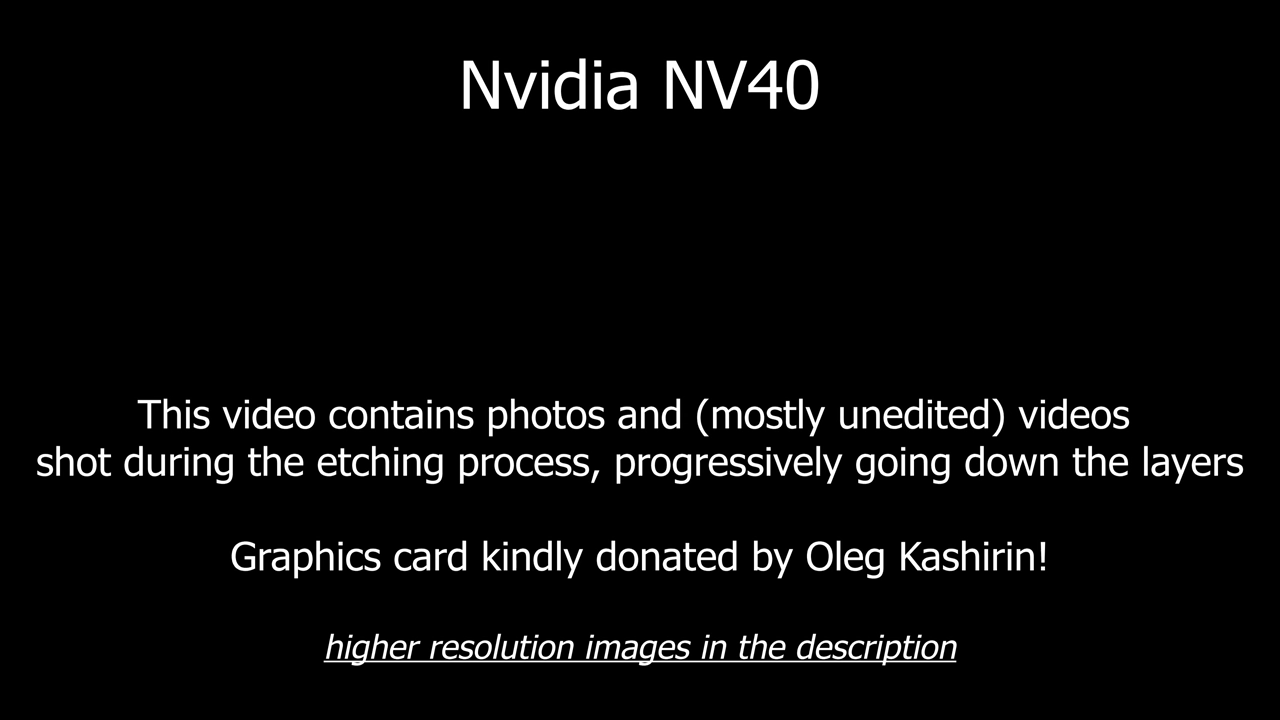 Nvidia NV40
This video contains photos and (mostly unedited) videos
shot during the etching process, progressively going down the layers
Graphics card kindly donated by Oleg Kashirin!
higher resolution images in the description